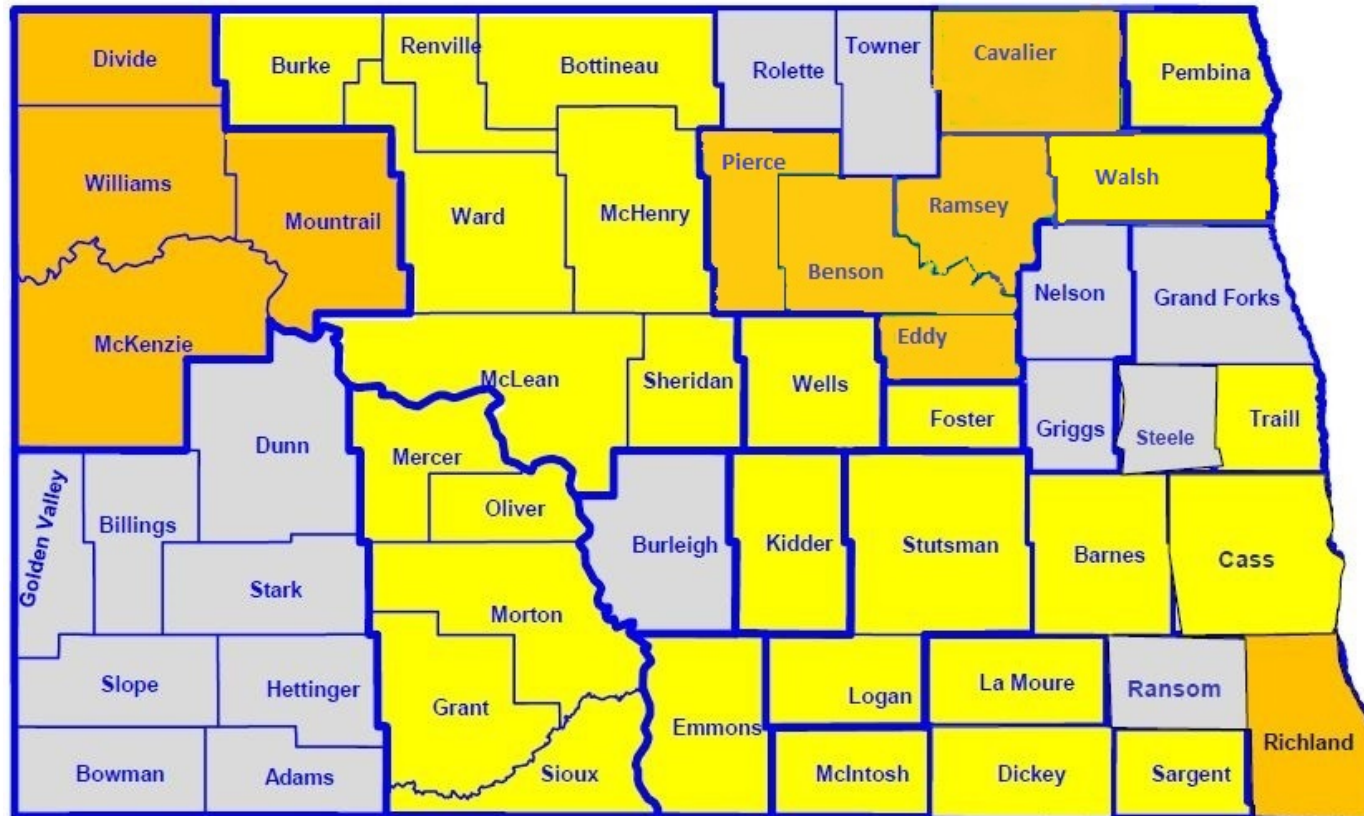 Divide
Burke
Renville
Bottineau
Rolette
Towner
Cavalier
Pembina
Williams
Mountrail
Ward
McHenry
Pierce
Benson
Ramsey
Walsh
Nelson
Grand Forks
McKenzie
McLean
Sheridan
Wells
Eddy
Foster
Griggs
Steele
Traill
Dunn
Mercer
Oliver
Golden Valley
Billings
Stark
Morton
Burleigh
Kidder
Stutsman
Barnes
Cass
Slope
Hettinger
Grant
Sioux
Emmons
Logan
La Moure
Ransom
Richland
Bowman
Adams
McIntosh
Dickey
Sargent